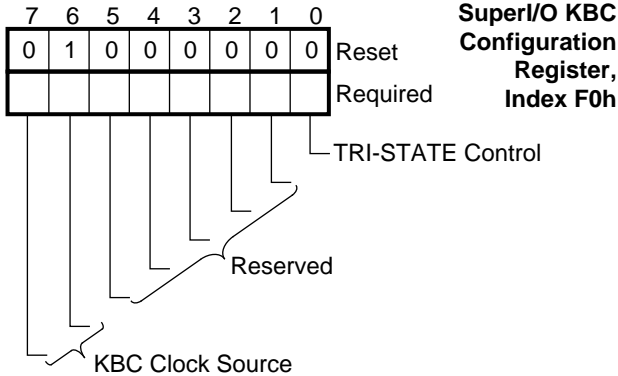 7 6 5 4 3 2 1 0
SuperI/O KBC
Configuration
Register,
Index F0h
0 1 0 0 0 0 0 0 Reset
Required
TRI-STATE Control
Reserved
KBC Clock Source